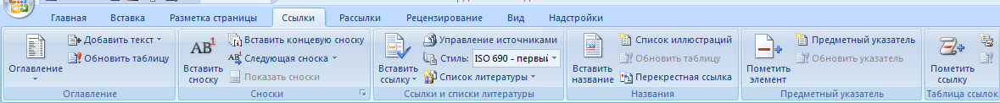 Главная Вставка Разметка страницы Ссылки Рассылки Рецензирование Вид Надстройки
Оглавление
Добавить текст
Обновить таблицу
Оглавление
AB1
Вставить
сноску
Вставить концевую сноску
Следующая сноска
Показать сноски
Сноски
Вставить
ссылку
Управление источниками
Стиль: ISO 690 - первый
Список литературы
Ссылки и списки литературы
Вставить
название
Список иллюстраций
Обновить таблицу
Перекрестная ссылка
Названия
Пометить
элемент
Предметный указатель
Обновить указатель
Предметный указатель
Пометить
ссылку
Таблица ссылок